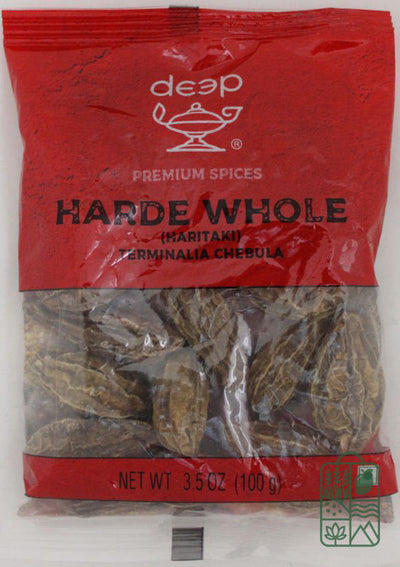 deep
®
PREMIUM SPICES
HARDE WHOLE
(HARITAKI)
TERMINALIA CHEBULA
NET WT 3.5 OZ (100 g)